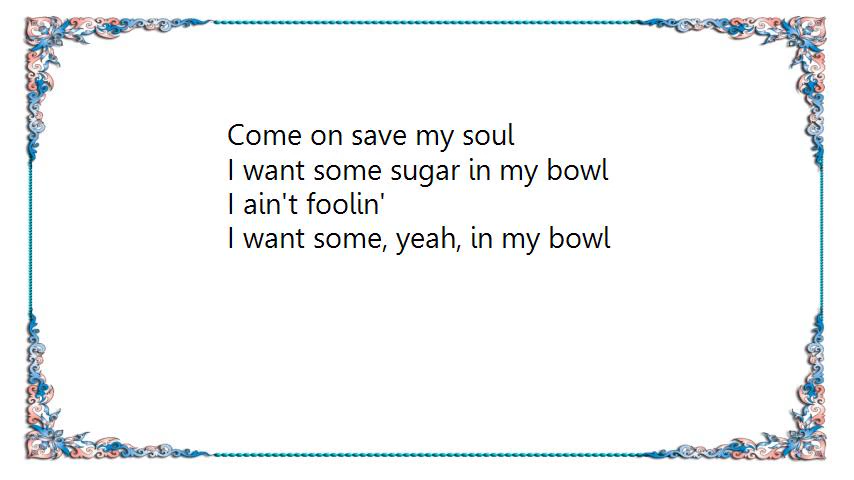 Come on save my soul
I want some sugar in my bowl
I ain't foolin'
I want some, yeah, in my bowl